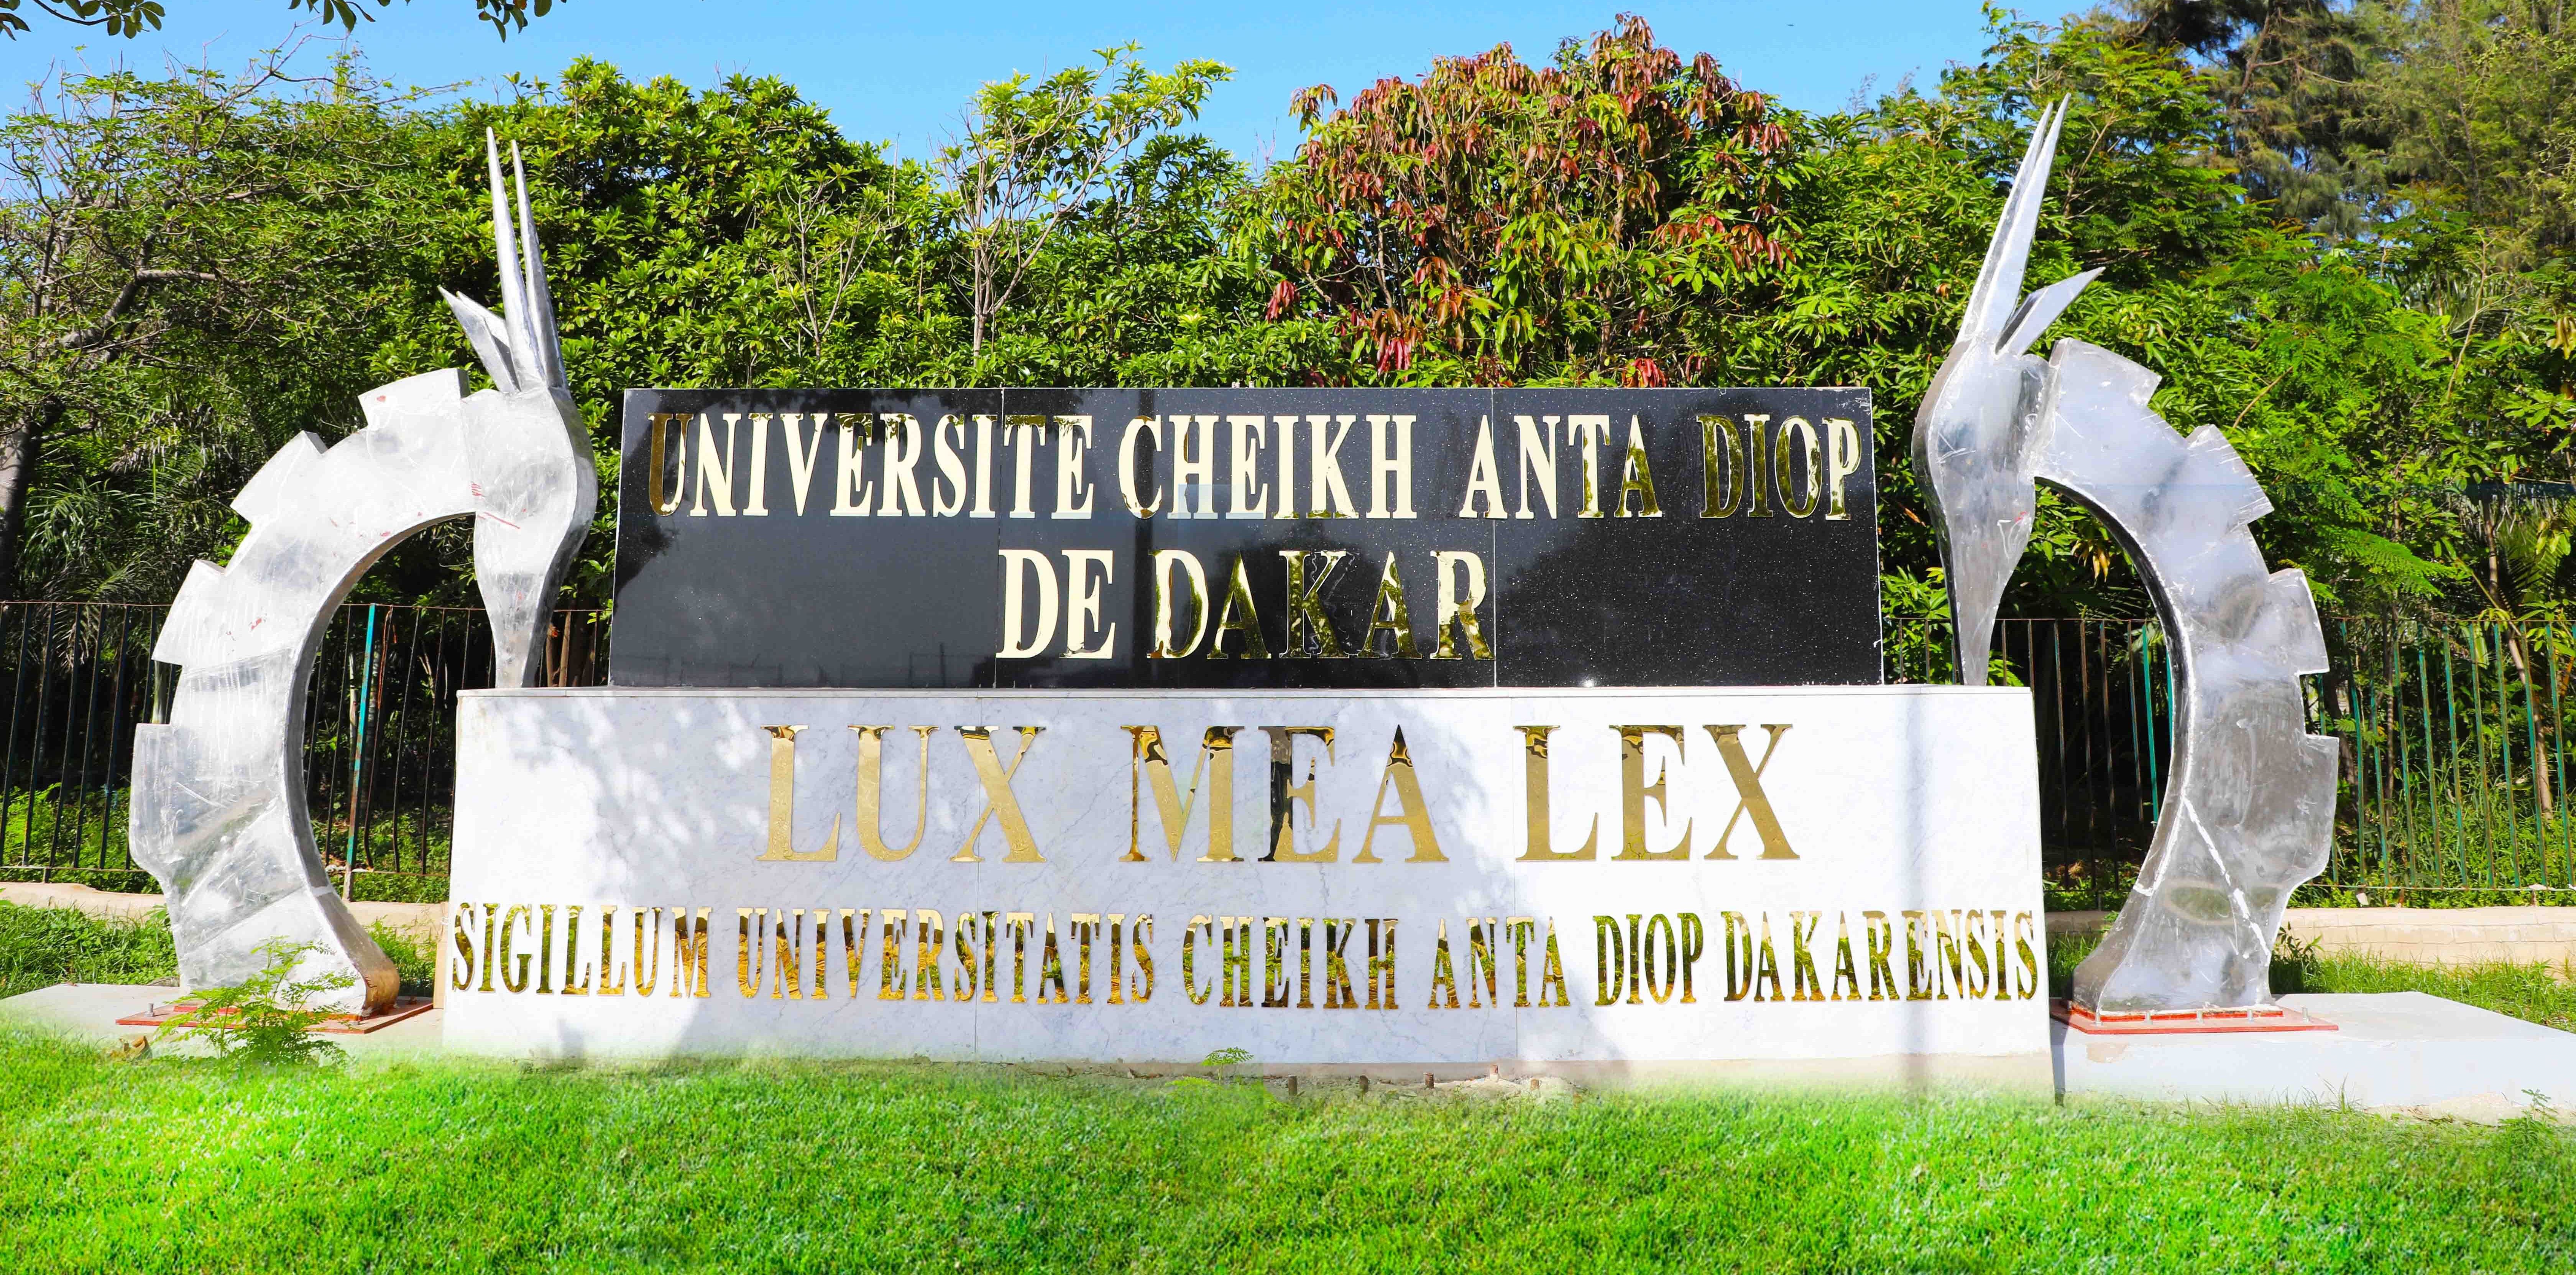 UNIVERSITE CHEIKH ANTA DIOP
DE DAKAR
LUX MEA LEX
SIGILLUM UNIVERSITATIS CHEIKH ANTA DIOP DAKARENSIS